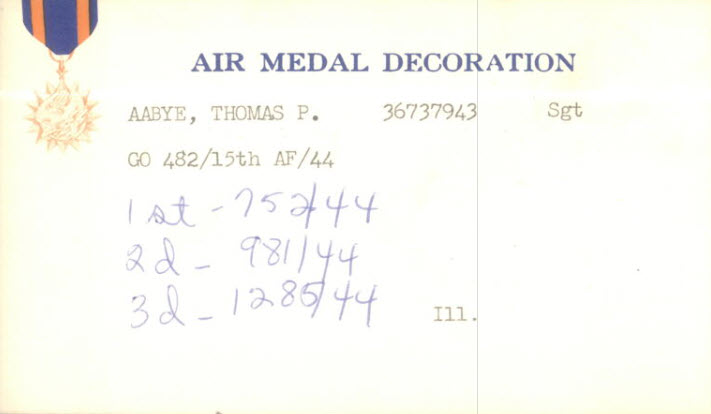 AIR MEDAL DECORATION
AABYE, THOMAS P. 36737943 Sgt
GO 482/15th AF/44
1st - 752/44
2d - 981/44
3d - 1285/44
Ill.